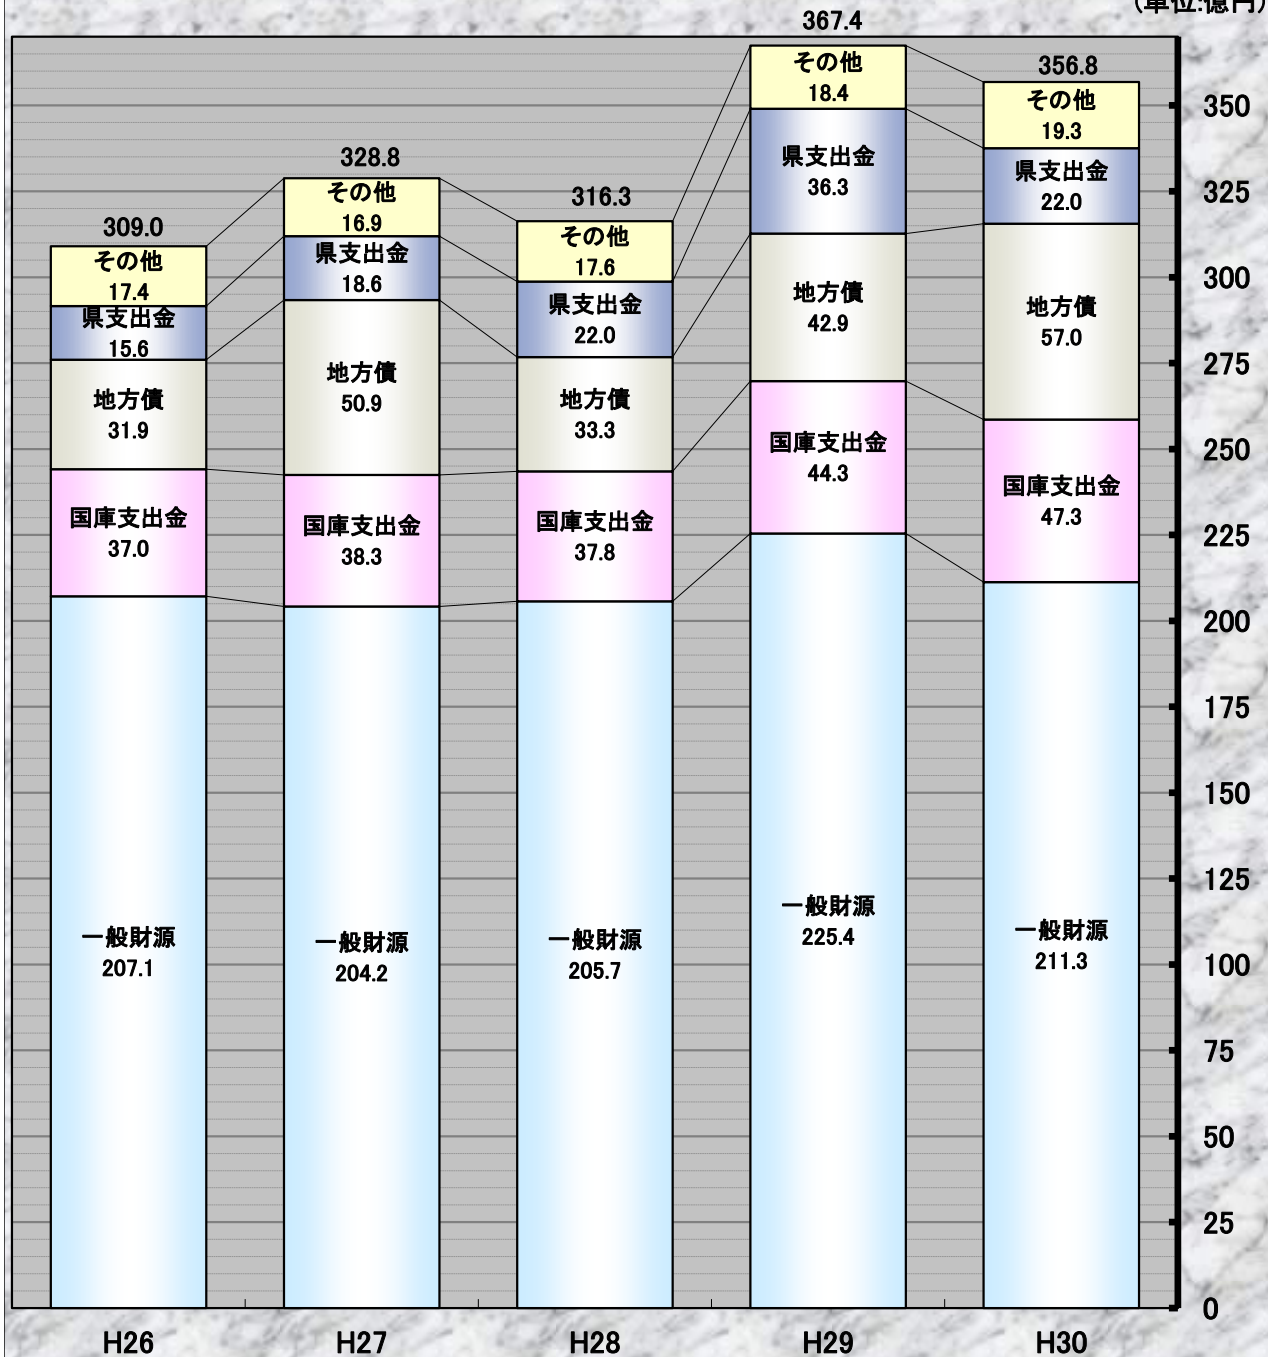 (単位:億円)
309.0
その他
17.4
県支出金
15.6
地方債
31.9
国庫支出金
37.0
一般財源
207.1
328.8
その他
16.9
県支出金
18.6
地方債
50.9
国庫支出金
38.3
一般財源
204.2
316.3
その他
17.6
県支出金
22.0
地方債
33.3
国庫支出金
37.8
一般財源
205.7
367.4
その他
18.4
県支出金
36.3
地方債
42.9
国庫支出金
44.3
一般財源
225.4
356.8
その他
19.3
県支出金
22.0
地方債
57.0
国庫支出金
47.3
一般財源
211.3
350
325
300
275
250
225
200
175
150
125
100
75
50
25
0
H26 H27 H28 H29 H30